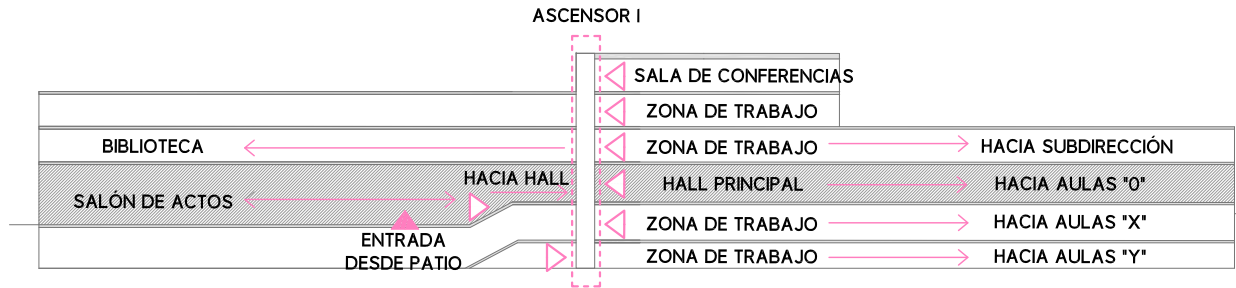 ASCENSOR I
SALA DE CONFERENCIAS
ZONA DE TRABAJO
BIBLIOTECA
ZONA DE TRABAJO
HACIA SUBDIRECCIÓN
HACIA HALL
HALL PRINCIPAL
HACIA AULAS "0"
SALÓN DE ACTOS
ZONA DE TRABAJO
HACIA AULAS "X"
ENTRADA
DESDE PATIO
ZONA DE TRABAJO
HACIA AULAS "Y"